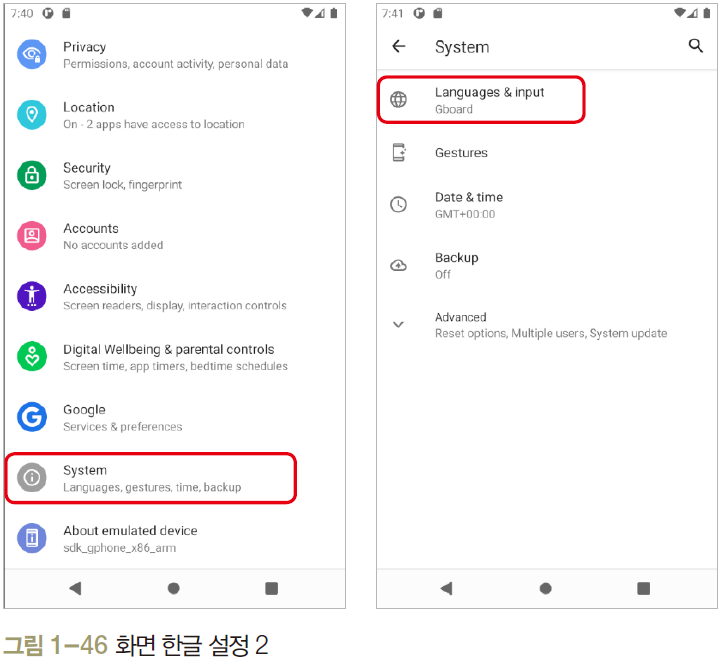 7:40
Privacy
Permissions, account activity, personal data
Location
On - 2 apps have access to location
Security
Screen lock, fingerprint
Accounts
No accounts added
Accessibility
Screen readers, display, interaction controls
Digital Wellbeing & parental controls
Screen time, app timers, bedtime schedules
Google
Services & preferences
System
Languages, gestures, time, backup
About emulated device
sdk_gphone_x86_arm
7:41
System
Languages & input
Gboard
Gestures
Date & time
GMT+00:00
Backup
Off
Advanced
Reset options, Multiple users, System update
그림 1-46 화면 한글 설정 2